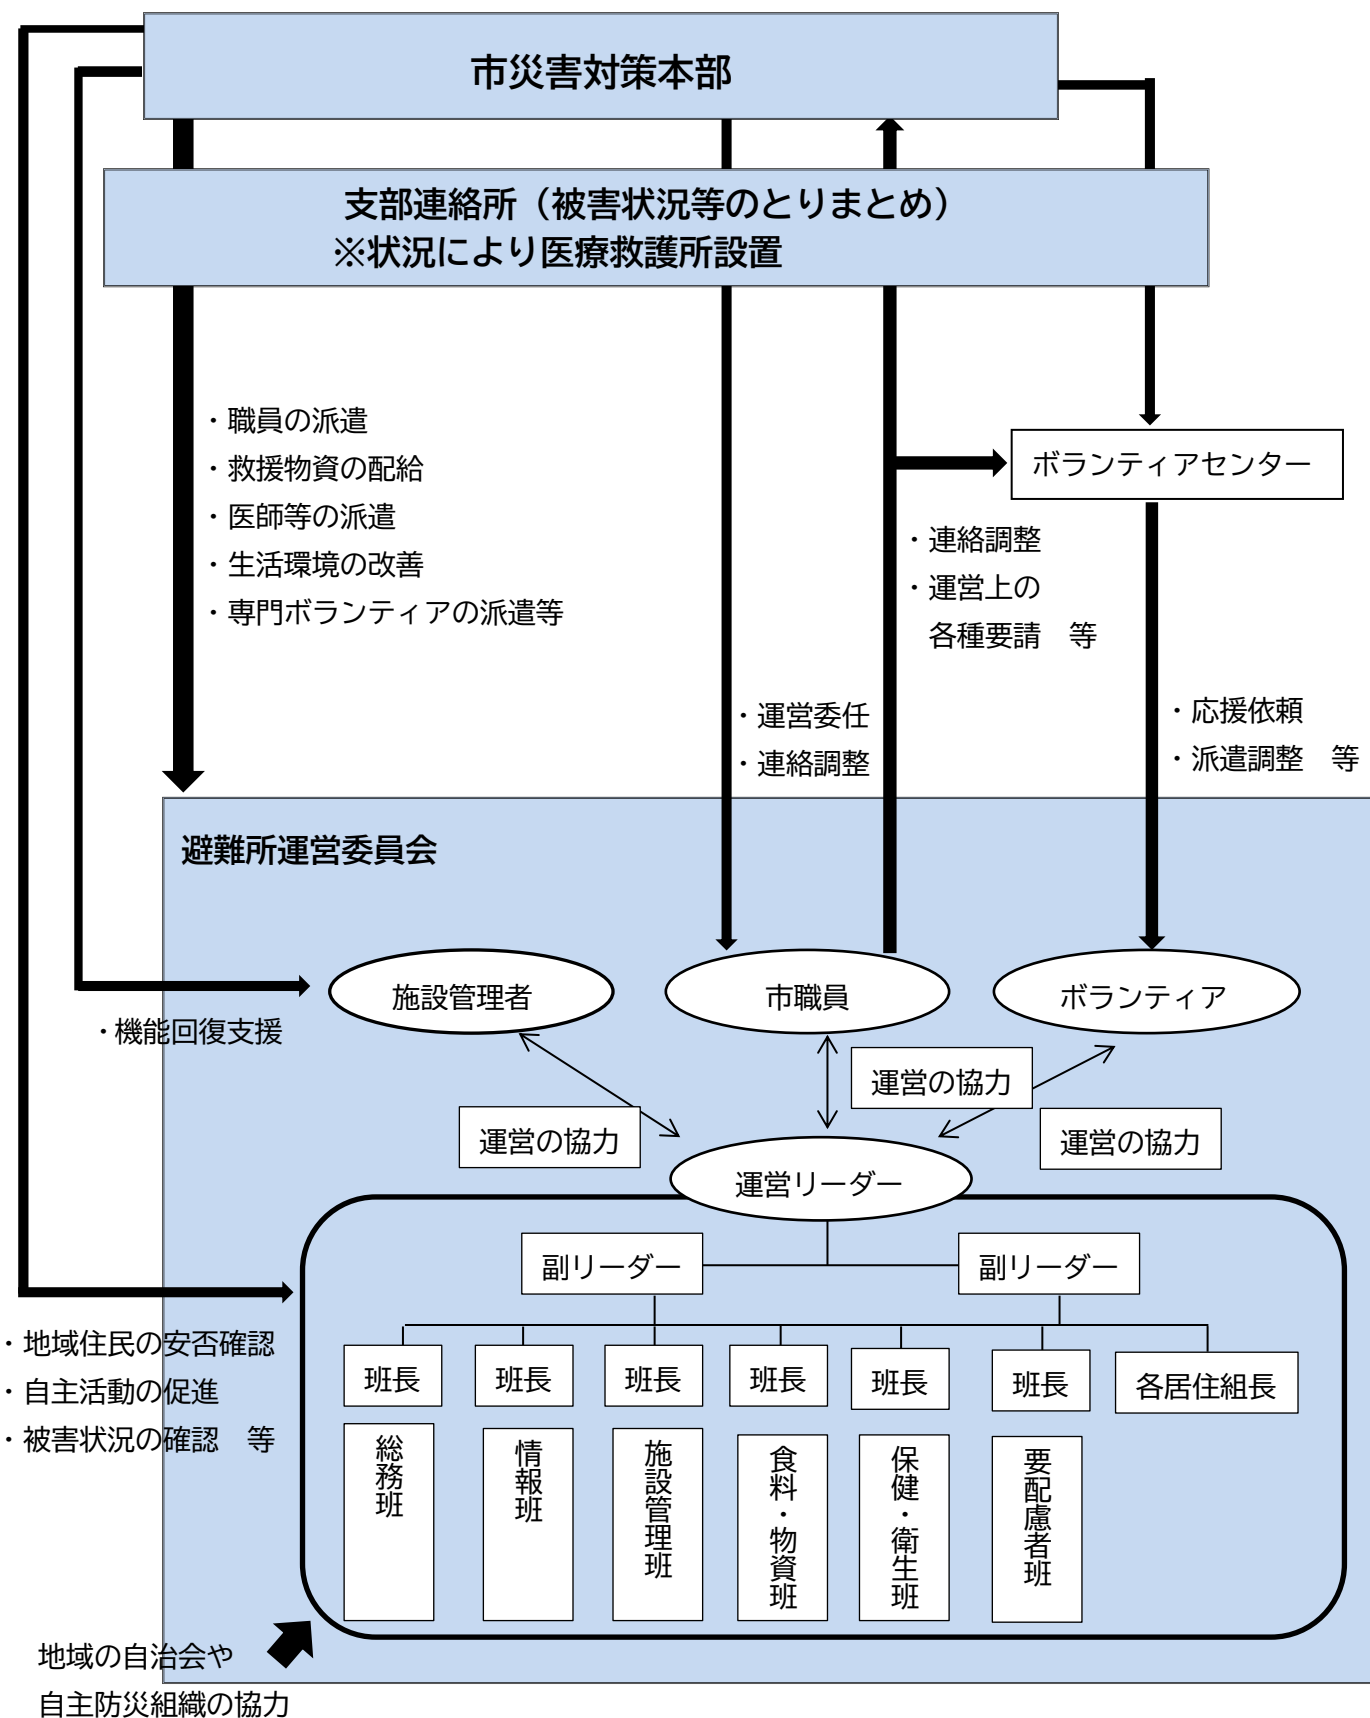 市災害対策本部
支部連絡所（被害状況等のとりまとめ）
※状況により医療救護所設置
・職員の派遣
・救援物資の配給
・医師等の派遣
・生活環境の改善
・専門ボランティアの派遣等
ボランティアセンター
・連絡調整
・運営上の
各種要請　等
・運営委任
・連絡調整
・応援依頼
・派遣調整　等
避難所運営委員会
施設管理者
市職員
ボランティア
・機能回復支援
運営の協力
運営の協力
運営の協力
運営リーダー
副リーダー
副リーダー
・地域住民の安否確認
・自主活動の促進
・被害状況の確認　等
班長
班長
班長
班長
班長
班長
各居住組長
総務班
情報班
施設管理班
食料・物資班
保健・衛生班
要配慮者班
地域の自治会や
自主防災組織の協力